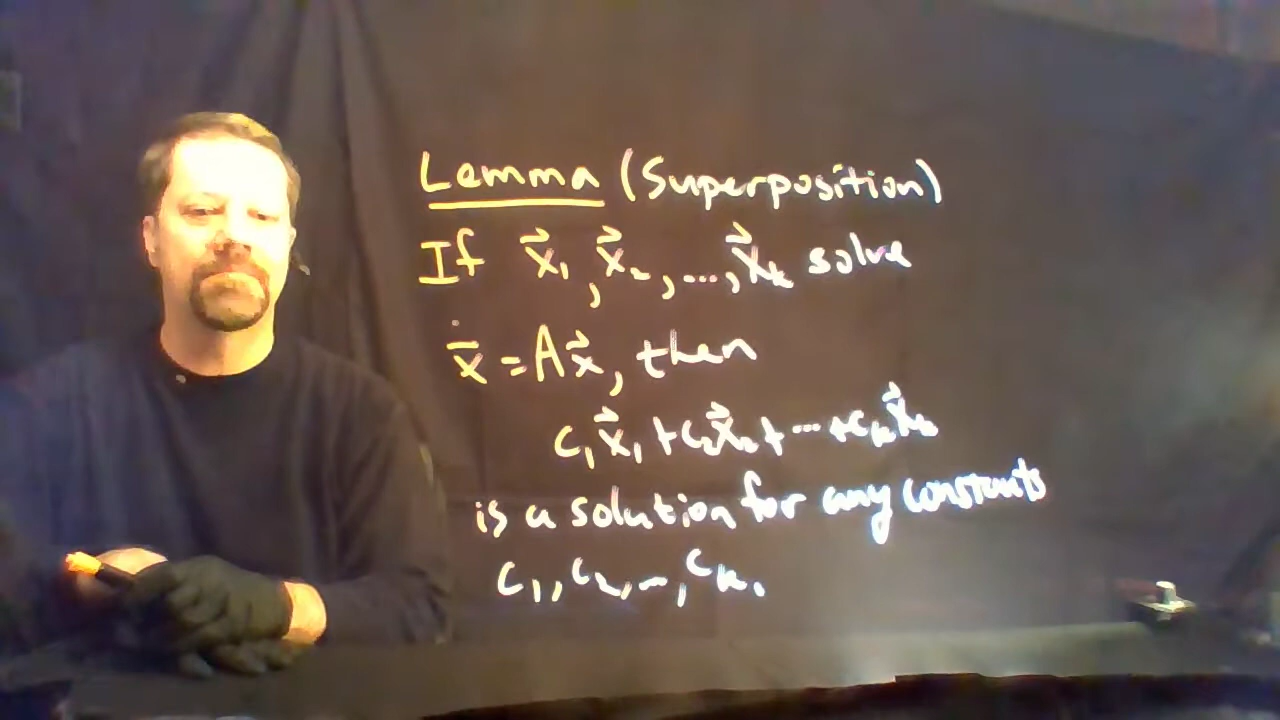 Lemma (Superposition)
If x⃗₁, x⃗₂, ..., x⃗ₖ solve
x⃗̇ = Ax⃗, then
c₁x⃗₁ + c₂x⃗₂ + ... + cₖx⃗ₖ
is a solution for any constants
c₁, c₂, ..., cₖ.